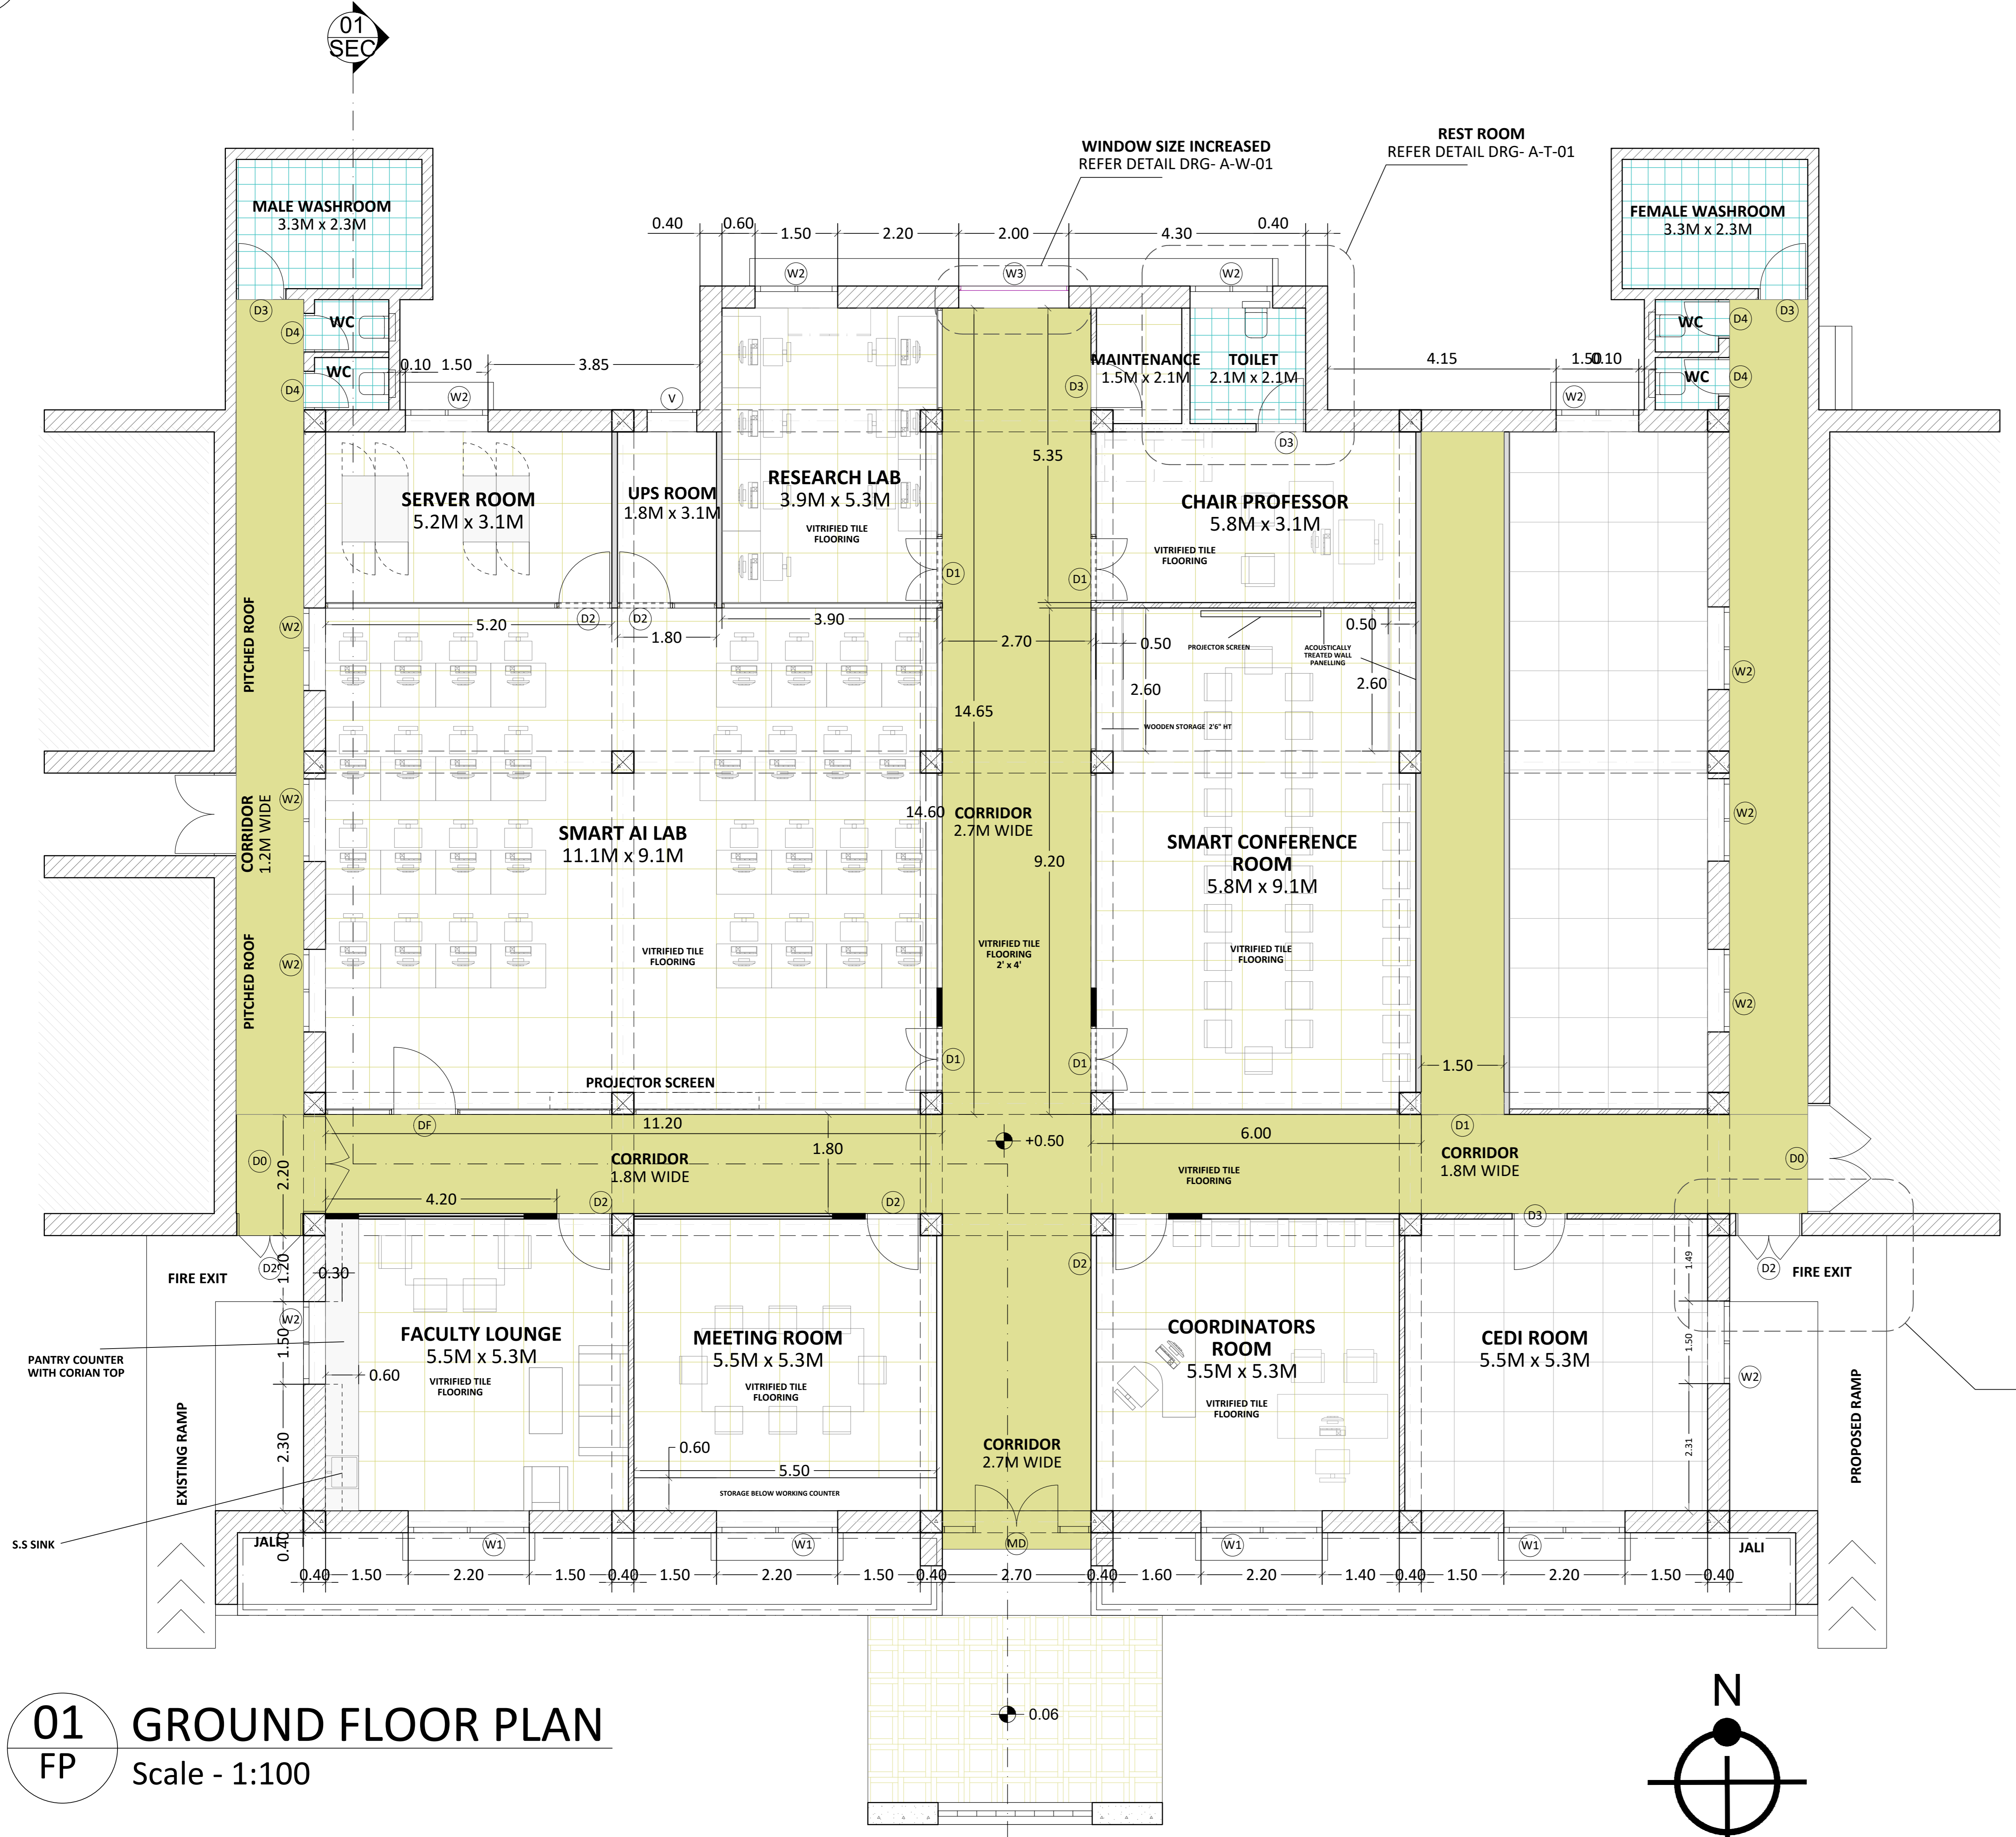 01
SEC
WINDOW SIZE INCREASED
REFER DETAIL DRG- A-W-01
REST ROOM
REFER DETAIL DRG- A-T-01
MALE WASHROOM
3.3M x 2.3M
FEMALE WASHROOM
3.3M x 2.3M
0.40
0.60
1.50
2.20
2.00
4.30
0.40
W2
W3
W2
D3
D4
WC
D4
WC
0.10
1.50
3.85
W2
V
MAINTENANCE
1.5M x 2.1M
TOILET
2.1M x 2.1M
D3
D3
4.15
1.50
0.10
W2
WC
D4
D3
WC
D4
SERVER ROOM
5.2M x 3.1M
UPS ROOM
1.8M x 3.1M
RESEARCH LAB
3.9M x 5.3M
VITRIFIED TILE
FLOORING
5.35
CHAIR PROFESSOR
5.8M x 3.1M
VITRIFIED TILE
FLOORING
D1
D1
PITCHED ROOF
W2
5.20
D2
D2
1.80
3.90
2.70
0.50
PROJECTOR SCREEN
0.50
ACOUSTICALLY
TREATED WALL
PANELLING
2.60
2.60
W2
14.65
WOODEN STORAGE 2'6" HT
CORRIDOR
1.2M WIDE
W2
SMART AI LAB
11.1M x 9.1M
14.60
CORRIDOR
2.7M WIDE
9.20
SMART CONFERENCE
ROOM
5.8M x 9.1M
W2
PITCHED ROOF
W2
VITRIFIED TILE
FLOORING
VITRIFIED TILE
FLOORING
2' x 4'
VITRIFIED TILE
FLOORING
W2
D1
D1
1.50
PROJECTOR SCREEN
DF
11.20
1.80
+0.50
6.00
D1
D0
2.20
CORRIDOR
1.8M WIDE
VITRIFIED TILE
FLOORING
CORRIDOR
1.8M WIDE
D0
4.20
D2
D2
D3
FIRE EXIT
D2
1.20
0.30
D2
1.49
D2
FIRE EXIT
W2
1.50
FACULTY LOUNGE
5.5M x 5.3M
VITRIFIED TILE
FLOORING
MEETING ROOM
5.5M x 5.3M
VITRIFIED TILE
FLOORING
COORDINATORS
ROOM
5.5M x 5.3M
VITRIFIED TILE
FLOORING
CEDI ROOM
5.5M x 5.3M
1.50
W2
PANTRY COUNTER
WITH CORIAN TOP
0.60
EXISTING RAMP
2.30
0.60
5.50
STORAGE BELOW WORKING COUNTER
CORRIDOR
2.7M WIDE
2.31
PROPOSED RAMP
S.S SINK
JALI
0.40
W1
W1
MD
W1
W1
JALI
0.40
1.50
2.20
1.50
0.40
1.50
2.20
1.50
0.40
2.70
0.40
1.60
2.20
1.40
0.40
1.50
2.20
1.50
0.40
0.06
01
FP
GROUND FLOOR PLAN
Scale - 1:100
N